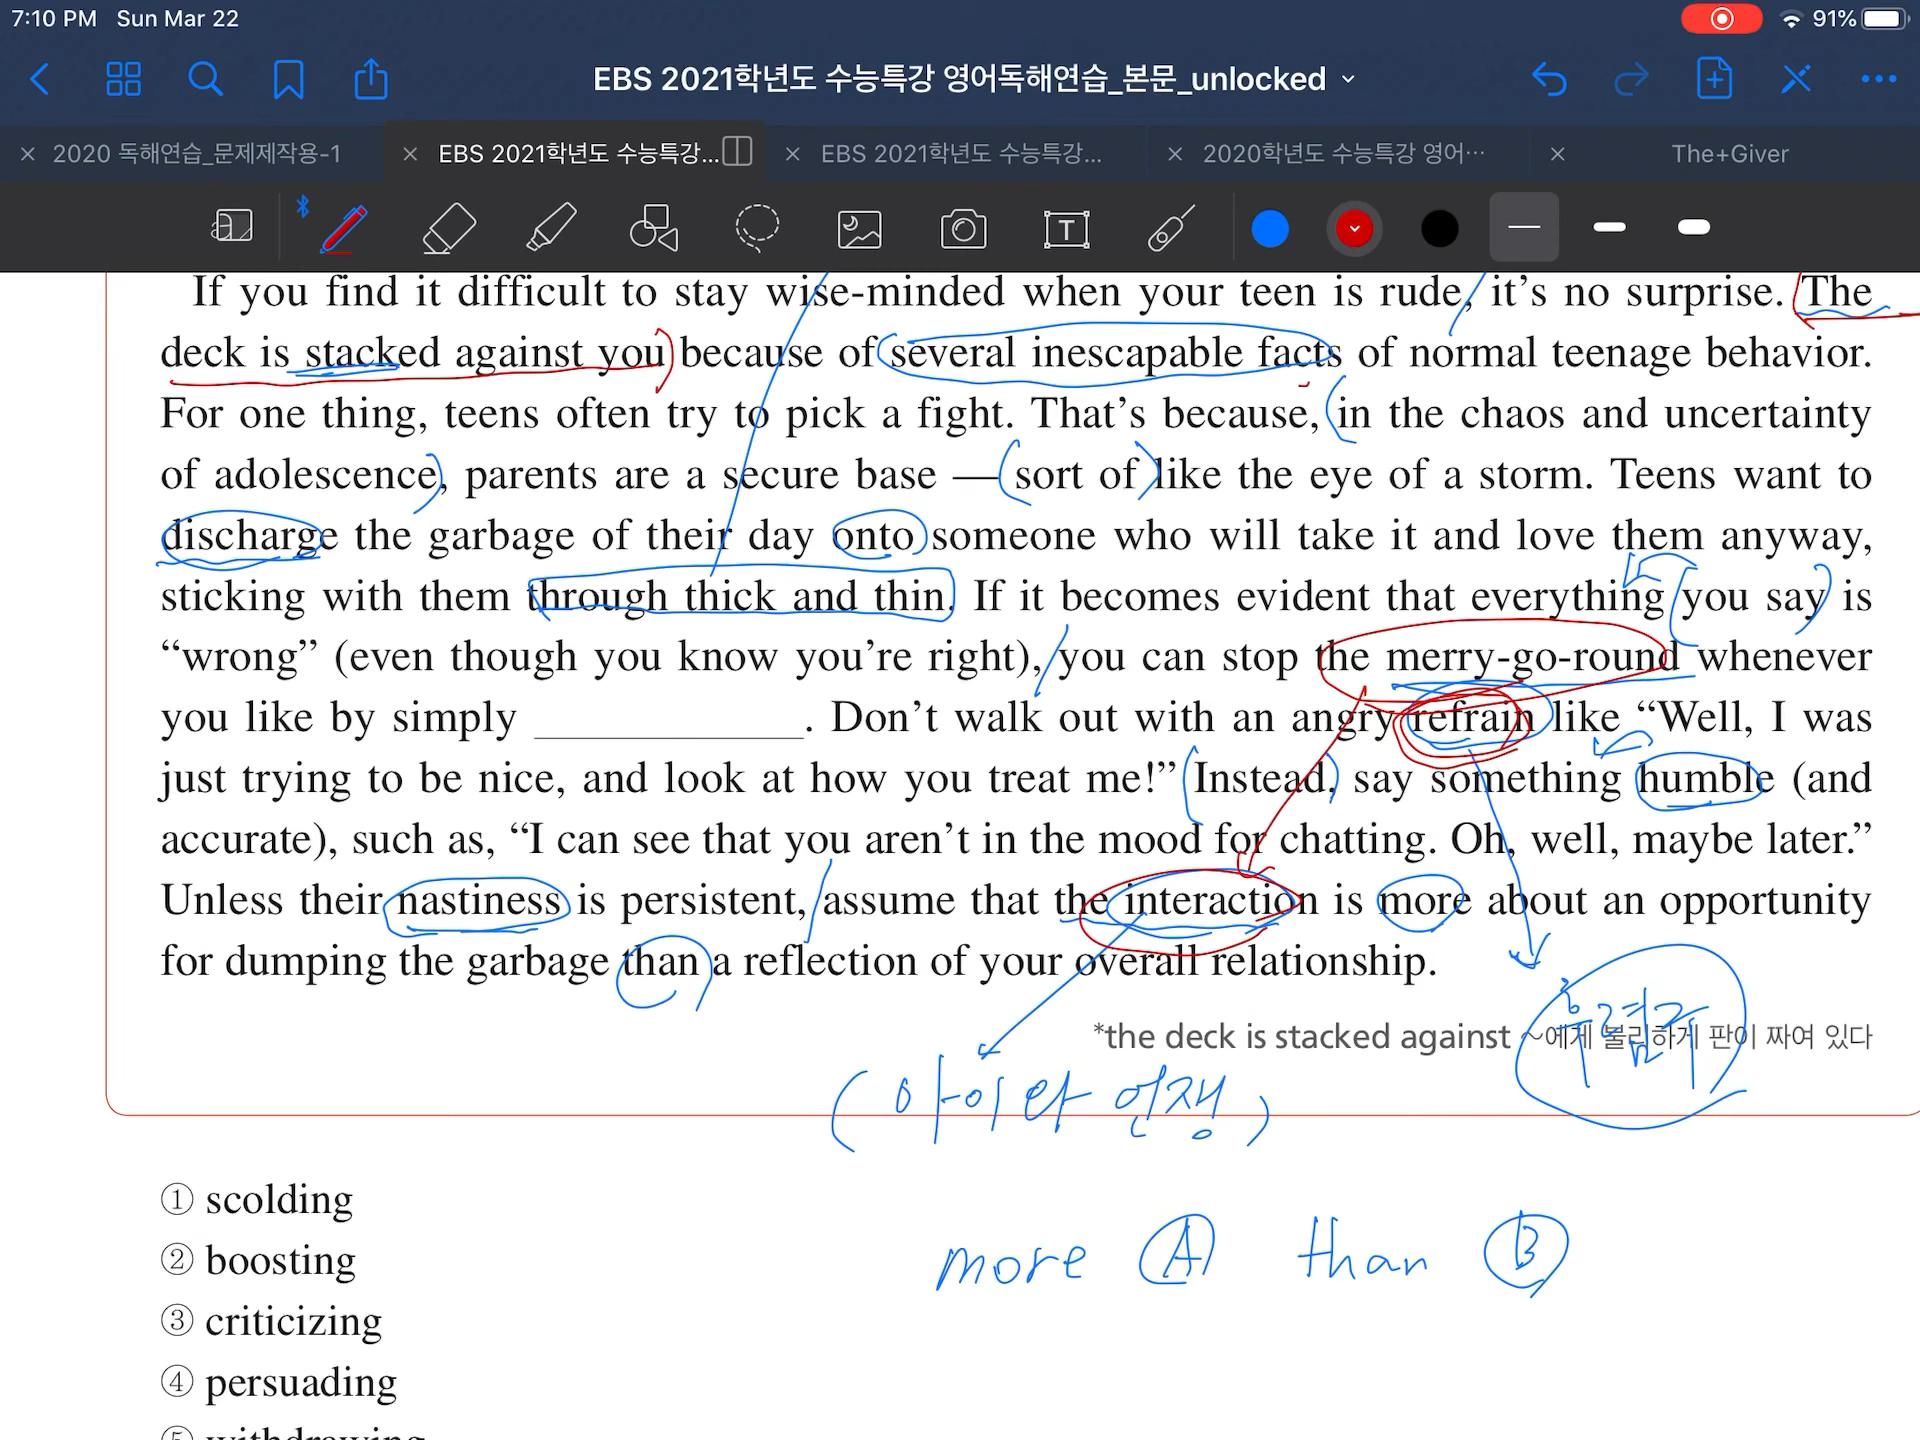 7:10 PM Sun Mar 22 91%
EBS 2021학년도 수능특강 영어독해연습_본문_unlocked
2020 독해연습_문제제작용-1 EBS 2021학년도 수능특강... EBS 2021학년도 수능특강... 2020학년도 수능특강 영어… The+Giver
T
If you find it difficult to stay wise-minded when your teen is rude, it’s no surprise. The
deck is stacked against you because of several inescapable facts of normal teenage behavior.
For one thing, teens often try to pick a fight. That’s because, in the chaos and uncertainty
of adolescence, parents are a secure base — sort of like the eye of a storm. Teens want to
discharge the garbage of their day onto someone who will take it and love them anyway,
sticking with them through thick and thin. If it becomes evident that everything you say is
“wrong” (even though you know you’re right), you can stop the merry-go-round whenever
you like by simply ____________. Don’t walk out with an angry refrain like “Well, I was
just trying to be nice, and look at how you treat me!” Instead, say something humble (and
accurate), such as, “I can see that you aren’t in the mood for chatting. Oh, well, maybe later.”
Unless their nastiness is persistent, assume that the interaction is more about an opportunity
for dumping the garbage than a reflection of your overall relationship.
*the deck is stacked against ~에게 불리하게 판이 짜여 있다
후렴구
(아이랑 언쟁)
① scolding
② boosting
more Ⓐ than Ⓑ
③ criticizing
④ persuading
⑤ withdrawing